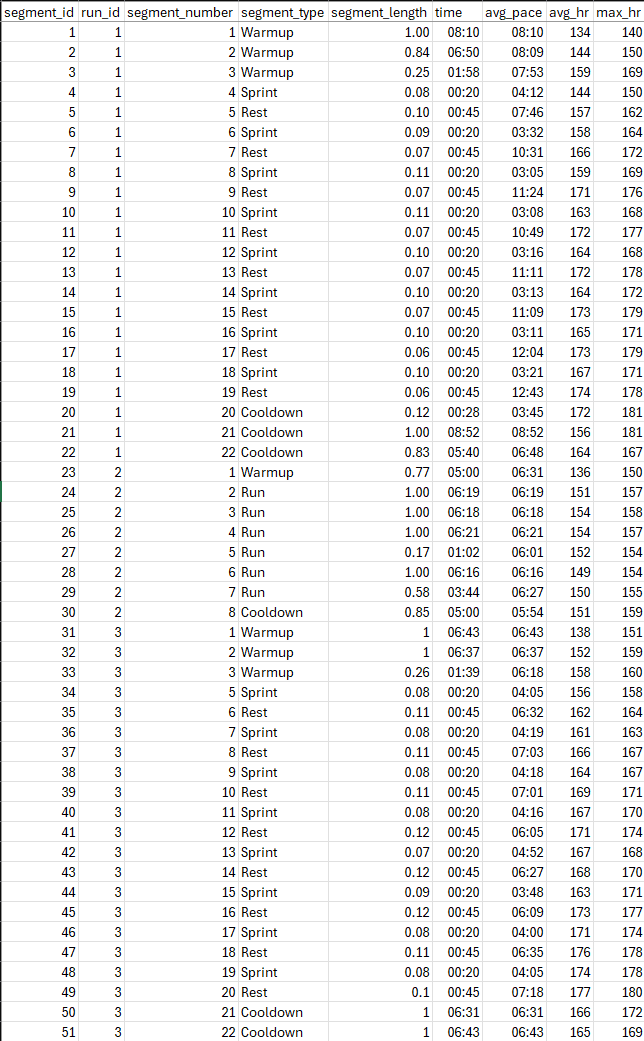 segment_id run_id segment_number segment_type segment_length time avg_pace avg_hr max_hr
1 1 1 Warmup 1.00 08:10 08:10 134 140
2 1 2 Warmup 0.84 06:50 08:09 144 150
3 1 3 Warmup 0.25 01:58 07:53 159 169
4 1 4 Sprint 0.08 00:20 04:12 144 150
5 1 5 Rest 0.10 00:45 07:46 157 162
6 1 6 Sprint 0.09 00:20 03:32 158 164
7 1 7 Rest 0.07 00:45 10:31 166 172
8 1 8 Sprint 0.11 00:20 03:05 159 169
9 1 9 Rest 0.07 00:45 11:24 171 176
10 1 10 Sprint 0.11 00:20 03:08 163 168
11 1 11 Rest 0.07 00:45 10:49 172 177
12 1 12 Sprint 0.10 00:20 03:16 164 168
13 1 13 Rest 0.07 00:45 11:11 172 178
14 1 14 Sprint 0.10 00:20 03:13 164 172
15 1 15 Rest 0.07 00:45 11:09 173 179
16 1 16 Sprint 0.10 00:20 03:11 165 171
17 1 17 Rest 0.06 00:45 12:04 173 179
18 1 18 Sprint 0.10 00:20 03:21 167 171
19 1 19 Rest 0.06 00:45 12:43 174 178
20 1 20 Cooldown 0.12 00:28 03:45 172 181
21 1 21 Cooldown 1.00 08:52 08:52 156 181
22 1 22 Cooldown 0.83 05:40 06:48 164 167
23 2 1 Warmup 0.77 05:00 06:31 136 150
24 2 2 Run 1.00 06:19 06:19 151 157
25 2 3 Run 1.00 06:18 06:18 154 158
26 2 4 Run 1.00 06:21 06:21 154 157
27 2 5 Run 0.17 01:02 06:01 152 154
28 2 6 Run 1.00 06:16 06:16 149 154
29 2 7 Run 0.58 03:44 06:27 150 155
30 2 8 Cooldown 0.85 05:00 05:54 151 159
31 3 1 Warmup 1 06:43 06:43 138 151
32 3 2 Warmup 1 06:37 06:37 152 159
33 3 3 Warmup 0.26 01:39 06:18 158 160
34 3 5 Sprint 0.08 00:20 04:05 156 158
35 3 6 Rest 0.11 00:45 06:32 162 164
36 3 7 Sprint 0.08 00:20 04:19 161 163
37 3 8 Rest 0.11 00:45 07:03 166 167
38 3 9 Sprint 0.08 00:20 04:18 164 167
39 3 10 Rest 0.11 00:45 07:01 169 171
40 3 11 Sprint 0.08 00:20 04:16 167 170
41 3 12 Rest 0.12 00:45 06:05 171 174
42 3 13 Sprint 0.07 00:20 04:52 167 168
43 3 14 Rest 0.12 00:45 06:27 168 170
44 3 15 Sprint 0.09 00:20 03:48 163 171
45 3 16 Rest 0.12 00:45 06:09 173 177
46 3 17 Sprint 0.08 00:20 04:00 171 174
47 3 18 Rest 0.11 00:45 06:35 176 178
48 3 19 Sprint 0.08 00:20 04:05 174 178
49 3 20 Rest 0.1 00:45 07:18 177 180
50 3 21 Cooldown 1 06:31 06:31 166 172
51 3 22 Cooldown 1 06:43 06:43 165 169